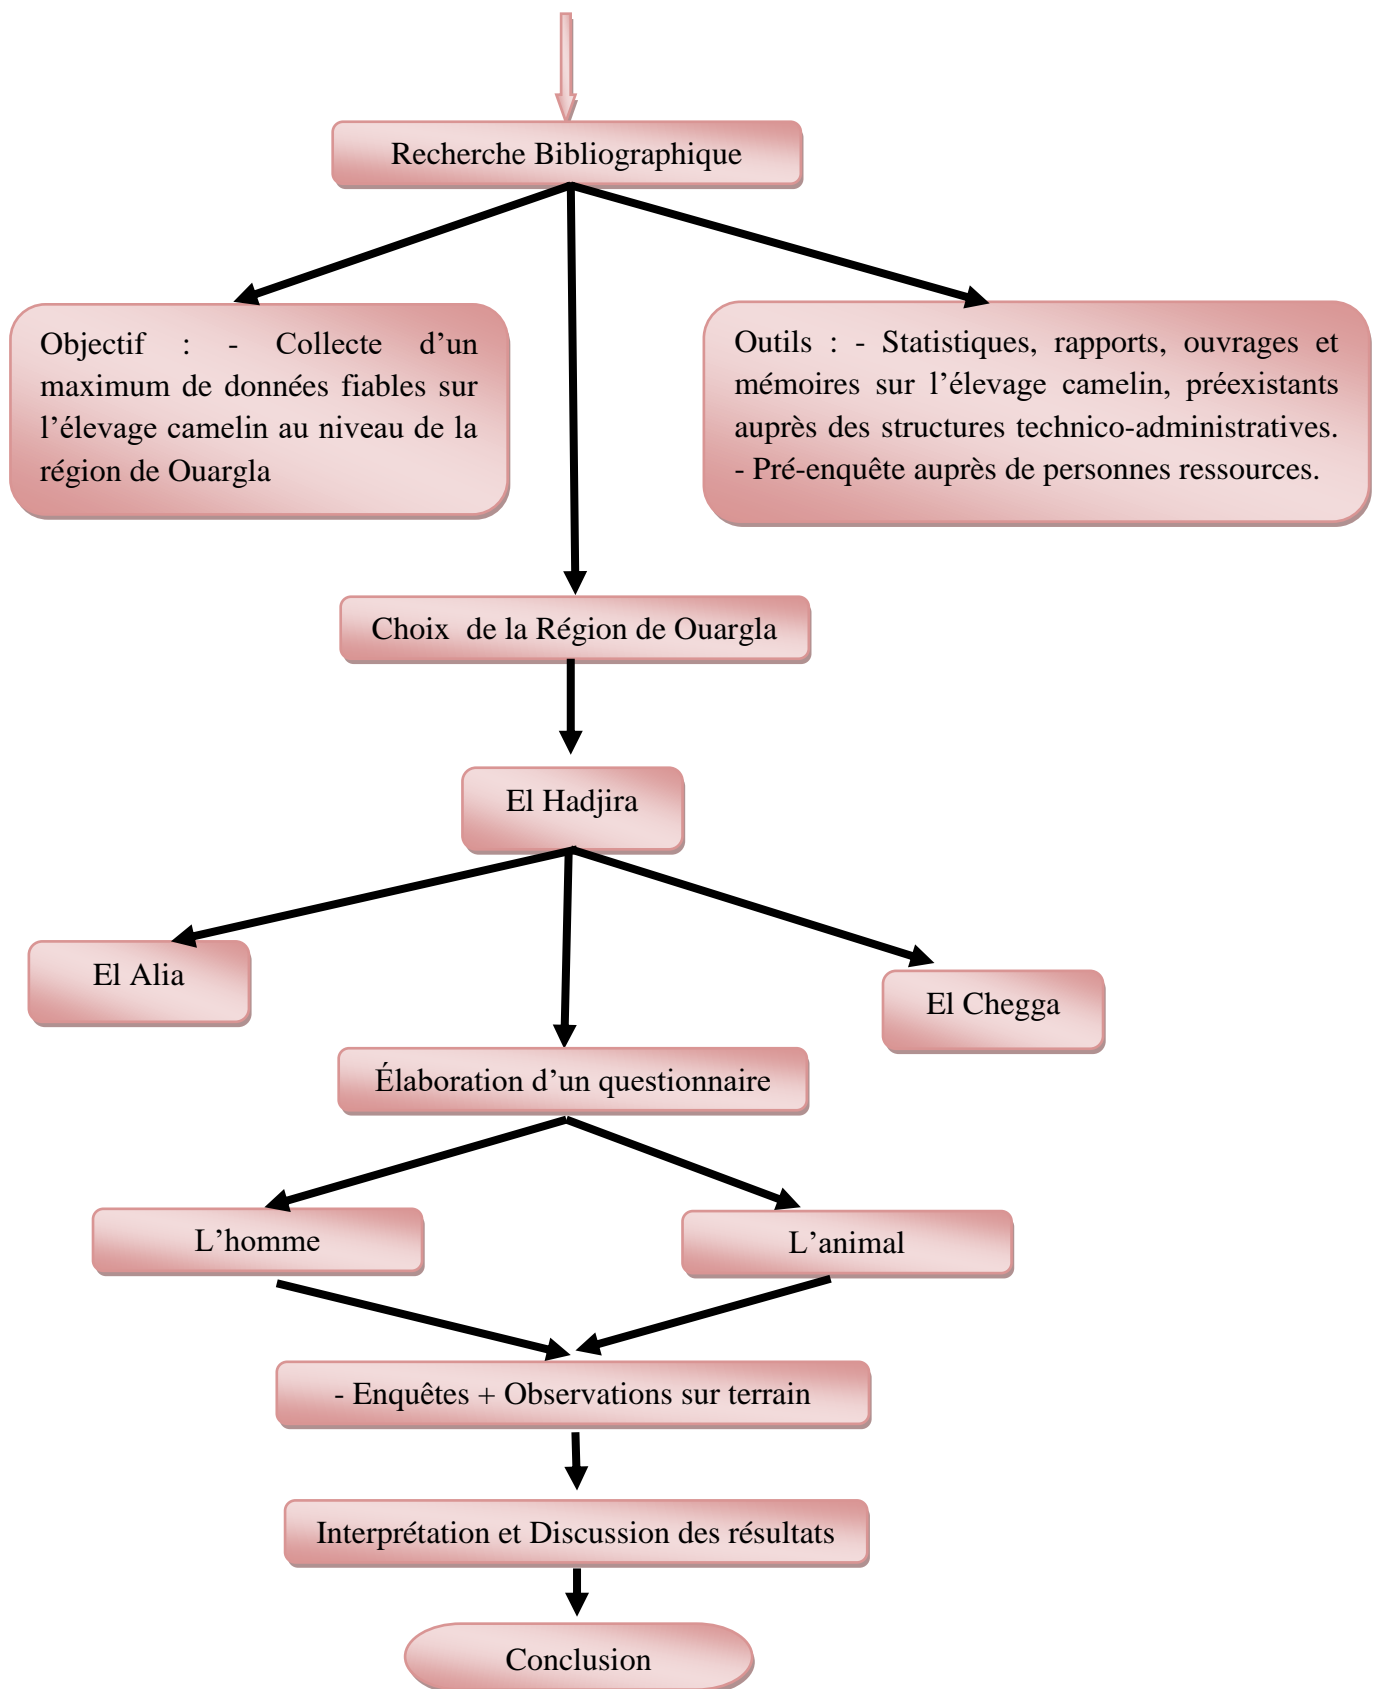 Recherche Bibliographique
Objectif : - Collecte d’un
maximum de données fiables sur
l’élevage camelin au niveau de la
région de Ouargla
Outils : - Statistiques, rapports, ouvrages et
mémoires sur l’élevage camelin, préexistants
auprès des structures technico-administratives.
- Pré-enquête auprès de personnes ressources.
Choix de la Région de Ouargla
El Hadjira
El Alia
El Chegga
Élaboration d’un questionnaire
L’homme
L’animal
- Enquêtes + Observations sur terrain
Interprétation et Discussion des résultats
Conclusion